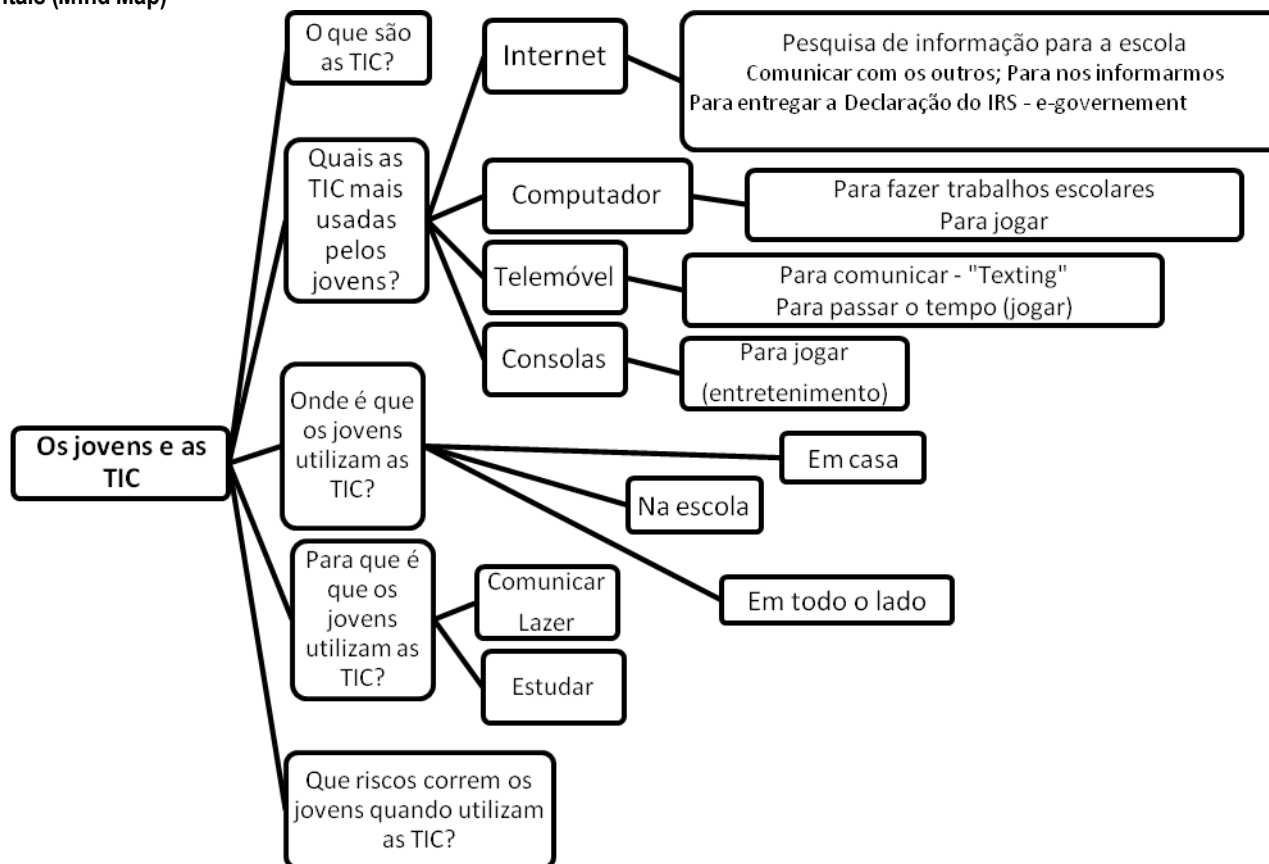 (Mind Map)
O que são
as TIC?
Internet
Pesquisa de informação para a escola
Comunicar com os outros; Para nos informarmos
Para entregar a Declaração do IRS - e-governement
Quais as
TIC mais
usadas
pelos
jovens?
Computador
Para fazer trabalhos escolares
Para jogar
Telemóvel
Para comunicar - "Texting"
Para passar o tempo (jogar)
Consolas
Para jogar
(entretenimento)
Os jovens e as
TIC
Onde é que
os jovens
utilizam as
TIC?
Em casa
Na escola
Em todo o lado
Para que é
que os
jovens
utilizam as
TIC?
Comunicar
Lazer
Estudar
Que riscos correm os
jovens quando utilizam
as TIC?